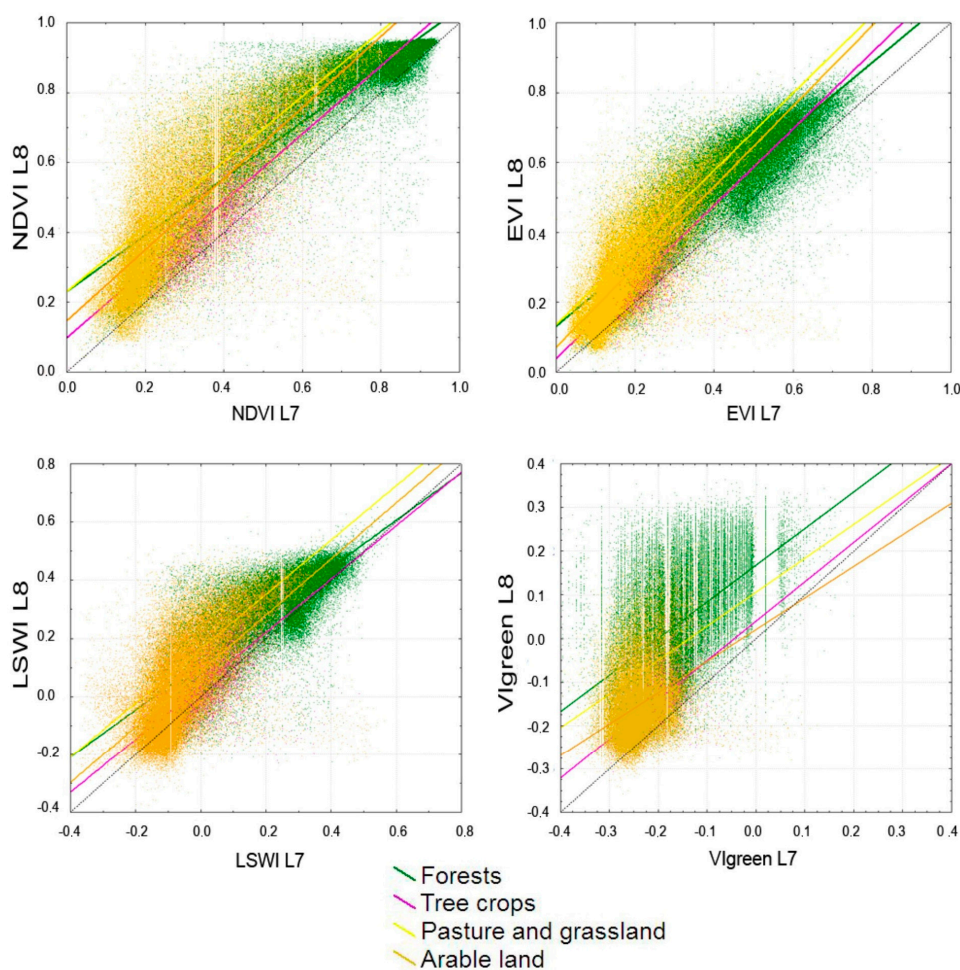 1.0
0.8
0.6
0.4
0.2
0.0
NDVI L8
0.0 0.2 0.4 0.6 0.8 1.0
NDVI L7
1.0
0.8
0.6
0.4
0.2
0.0
EVI L8
0.0 0.2 0.4 0.6 0.8 1.0
EVI L7
0.8
0.6
0.4
0.2
0.0
-0.2
-0.4
LSWI L8
-0.4 -0.2 0.0 0.2 0.4 0.6 0.8
LSWI L7
0.4
0.3
0.2
0.1
0.0
-0.1
-0.2
-0.3
-0.4
VIgreen L8
-0.4 -0.3 -0.2 -0.1 0.0 0.1 0.2 0.3 0.4
VIgreen L7
Forests
Tree crops
Pasture and grassland
Arable land